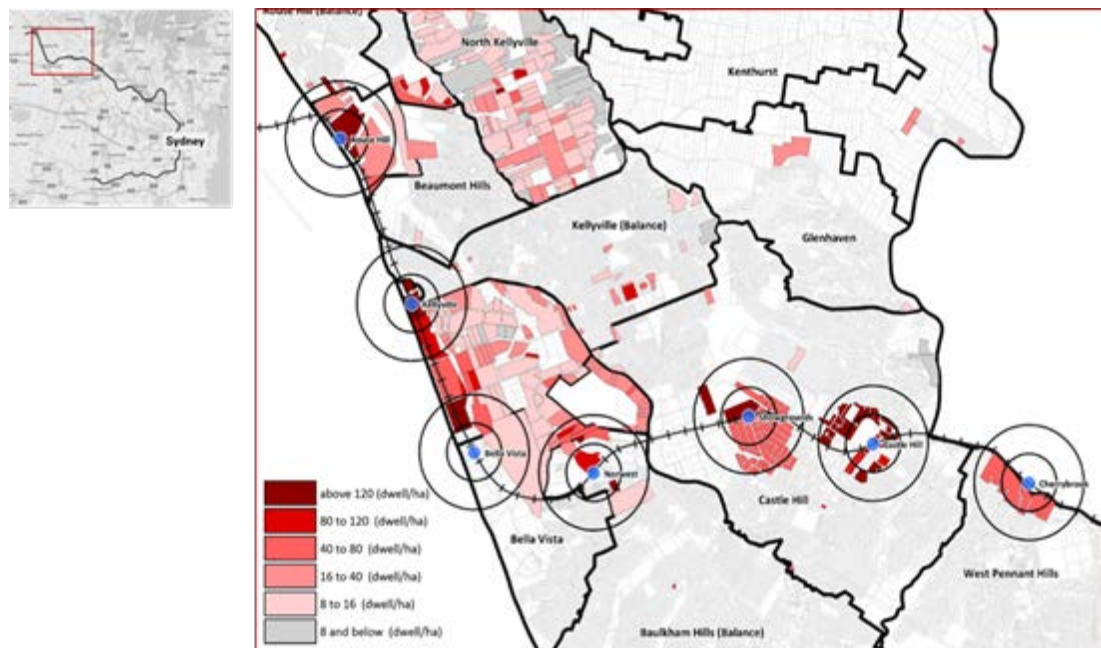 Sydney
Rouse Hill (Balance)
North Kellyville
Kenthurst
Rouse Hill
Beaumont Hills
Kellyville (Balance)
Glenhaven
Kellyville
Showgrounds
Castle Hill
Bella Vista
Norwest
Cherrybrook
Castle Hill
Bella Vista
West Pennant Hills
Baulkham Hills (Balance)
above 120 (dwell/ha)
80 to 120 (dwell/ha)
40 to 80 (dwell/ha)
16 to 40 (dwell/ha)
8 to 16 (dwell/ha)
8 and below (dwell/ha)